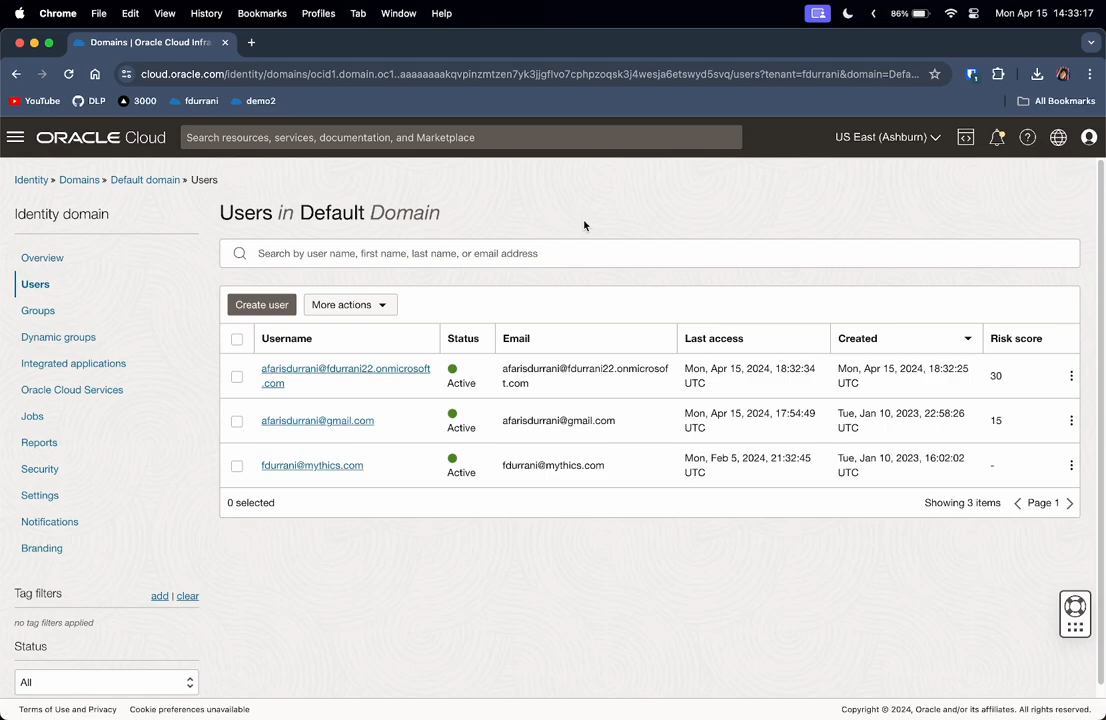 Chrome File Edit View History Bookmarks Profiles Tab Window Help 86% Mon Apr 15 14:33:17
Domains | Oracle Cloud Infra
cloud.oracle.com/identity/domains/ocid1.domain.oc1..aaaaaaaakqvpinzmtzen7yk3jjgflvo7cphpzoqsk3j4wesja6etswyd5svq/users?tenant=fdurrani&domain=Defa...
YouTube DLP 3000 fdurrani demo2 All Bookmarks
ORACLE Cloud Search resources, services, documentation, and Marketplace US East (Ashburn)
Identity » Domains » Default domain » Users
Identity domain
Overview
Users
Groups
Dynamic groups
Integrated applications
Oracle Cloud Services
Jobs
Reports
Security
Settings
Notifications
Branding
Tag filters add | clear
no tag filters applied
Status
All
Users in Default Domain
Search by user name, first name, last name, or email address
Create user More actions
Username Status Email Last access Created Risk score
afarisdurrani@fdurrani22.onmicrosoft afarisdurrani@fdurrani22.onmicrosof Mon, Apr 15, 2024, 18:32:34 Mon, Apr 15, 2024, 18:32:25 30
.com Active t.com UTC UTC
afarisdurrani@gmail.com afarisdurrani@gmail.com Mon, Apr 15, 2024, 17:54:49 Tue, Jan 10, 2023, 22:58:26 15
Active UTC UTC
fdurrani@mythics.com fdurrani@mythics.com Mon, Feb 5, 2024, 21:32:45 Tue, Jan 10, 2023, 16:02:02 -
Active UTC UTC
0 selected Showing 3 items Page 1
Terms of Use and Privacy Cookie preferences unavailable Copyright © 2024, Oracle and/or its affiliates. All rights reserved.